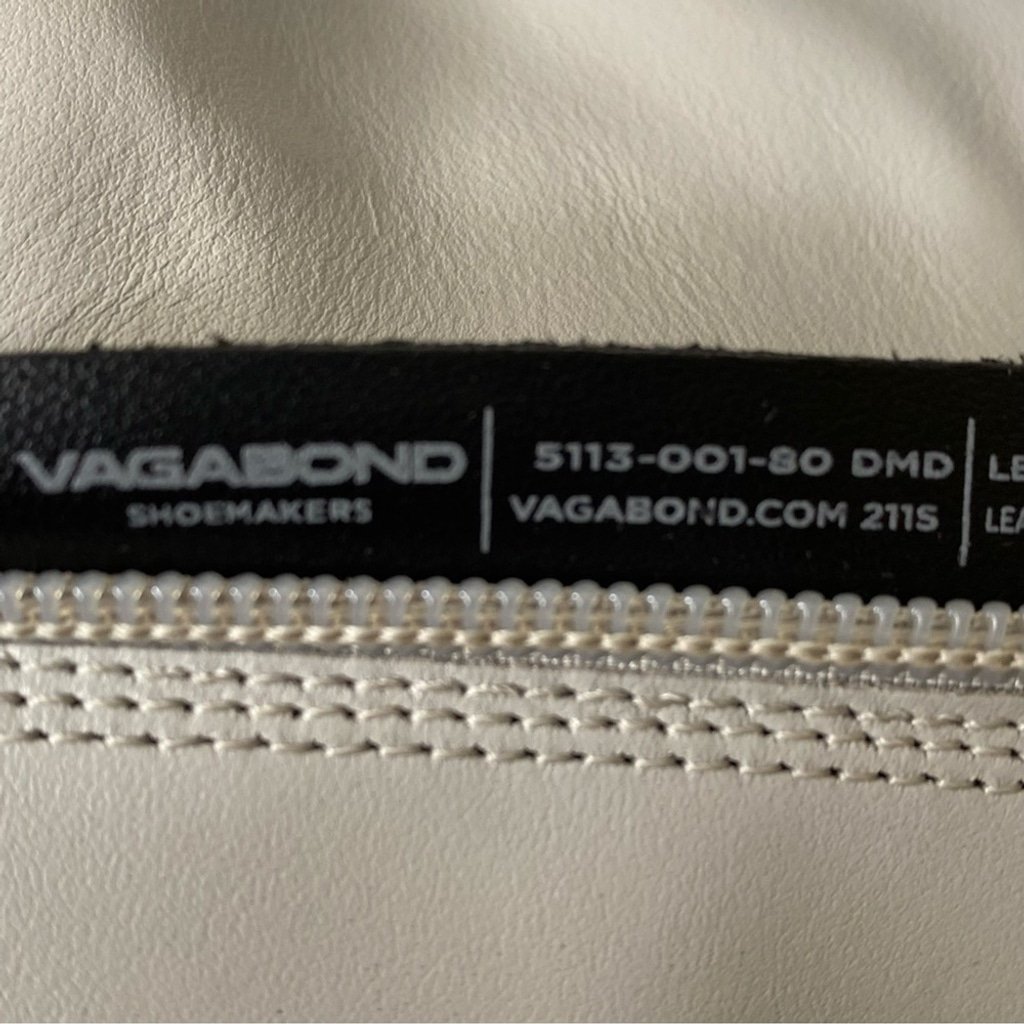 VAGABOND
SHOEMAKERS
5113-001-80 DMD
VAGABOND.COM 211S